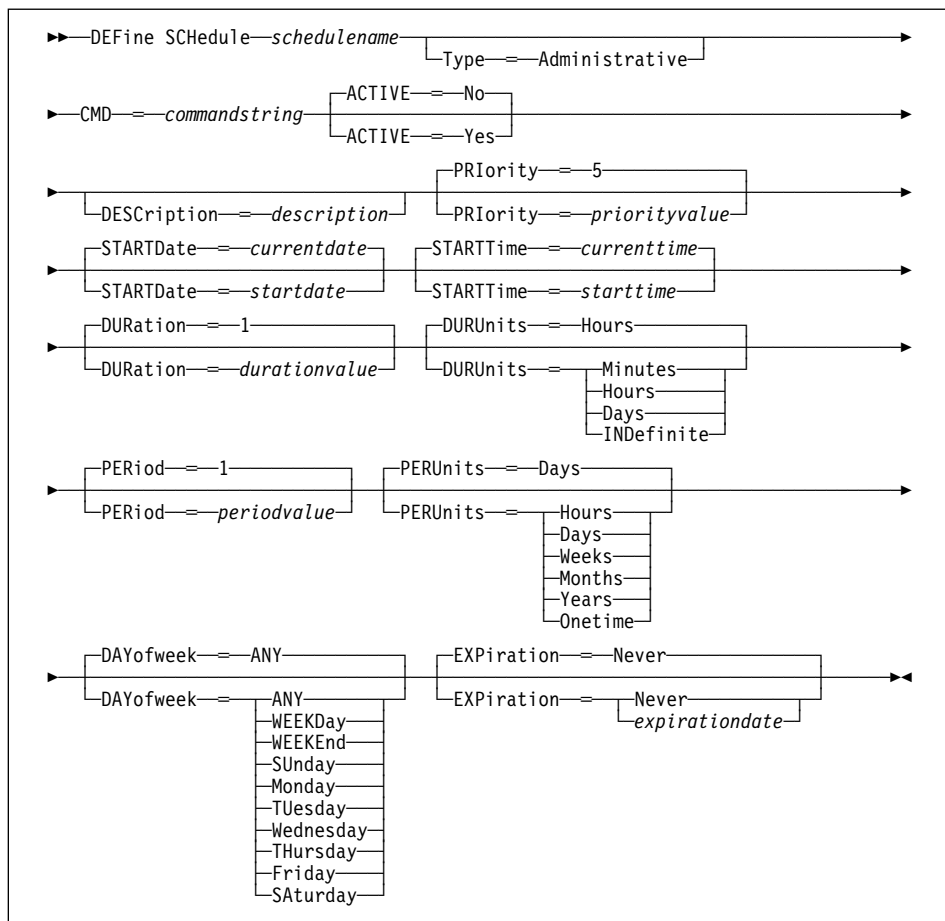 DEFine SCHedule schedulename
Type = Administrative
CMD = commandstring
ACTIVE = No
ACTIVE = Yes
DESCription = description
PRIority = 5
PRIority = priorityvalue
STARTDate = currentdate
STARTDate = startdate
STARTTime = currenttime
STARTTime = starttime
DURation = 1
DURation = durationvalue
DURUnits = Hours
DURUnits = Minutes
Hours
Days
INDefinite
PERiod = 1
PERiod = periodvalue
PERUnits = Days
PERUnits = Hours
Days
Weeks
Months
Years
Onetime
DAYofweek = ANY
DAYofweek = ANY
WEEKDay
WEEKEnd
SUnday
Monday
TUesday
Wednesday
THursday
Friday
SAturday
EXPiration = Never
EXPiration = Never
expirationdate